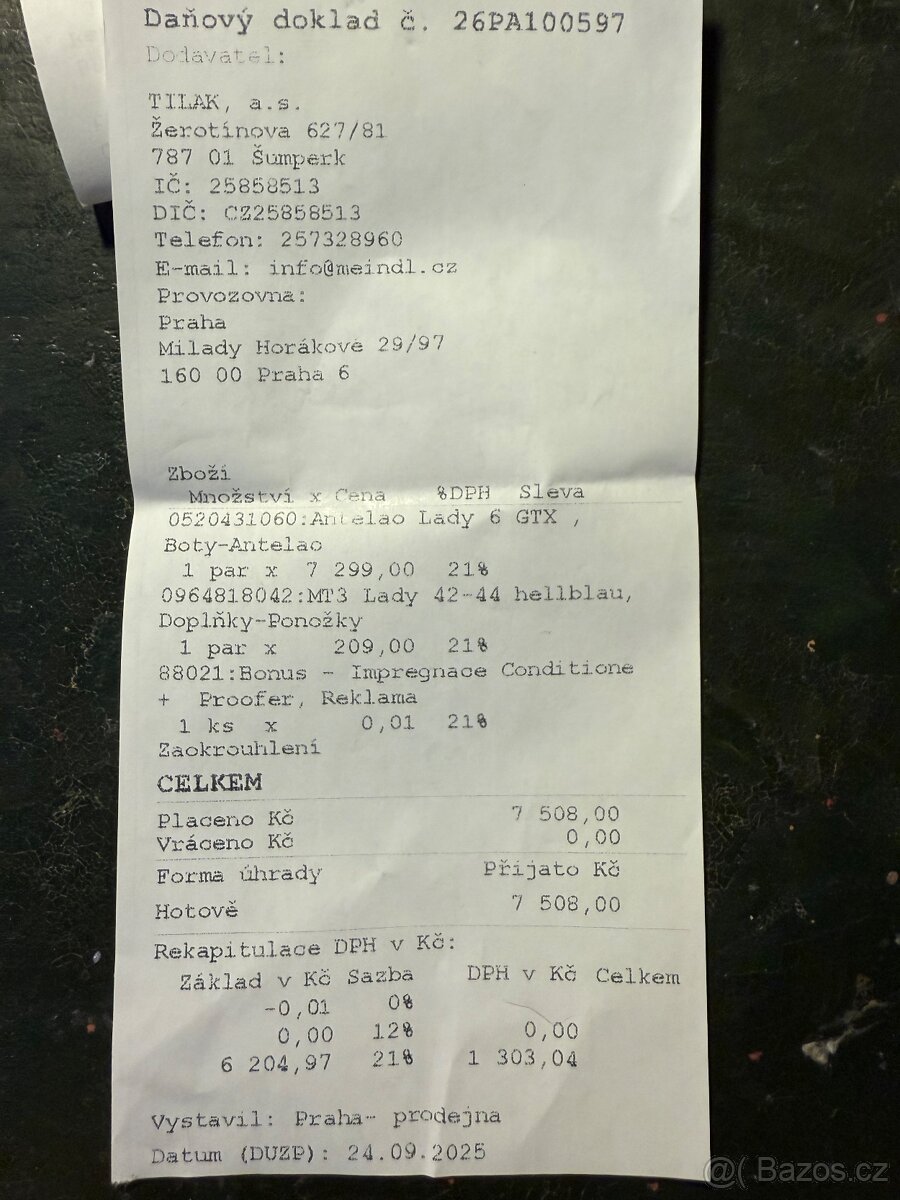 Daňový doklad č. 26PA100597
Dodavatel:
TILAK, a.s.
Žerotínova 627/81
787 01 Šumperk
IČ: 25858513
DIČ: CZ25858513
Telefon: 257328960
E-mail: info@meindl.cz
Provozovna:
Praha
Milady Horákové 29/97
160 00 Praha 6
Zboží
Množství x Cena %DPH Sleva
0520431060:Antelao Lady 6 GTX ,
Boty-Antelao
1 par x 7 299,00 21%
0964818042:MT3 Lady 42-44 hellblau,
Doplňky-Ponožky
1 par x 209,00 21%
88021:Bonus - Impregnace Conditione
+ Proofer, Reklama
1 ks x 0,01 21%
Zaokrouhlení
CELKEM
Placeno Kč 7 508,00
Vráceno Kč 0,00
Forma úhrady Přijato Kč
Hotově 7 508,00
Rekapitulace DPH v Kč:
Základ v Kč Sazba DPH v Kč Celkem
-0,01 0%
0,00 12% 0,00
6 204,97 21% 1 303,04
Vystavil: Praha- prodejna
Datum (DUZP): 24.09.2025
@( Bazos.cz